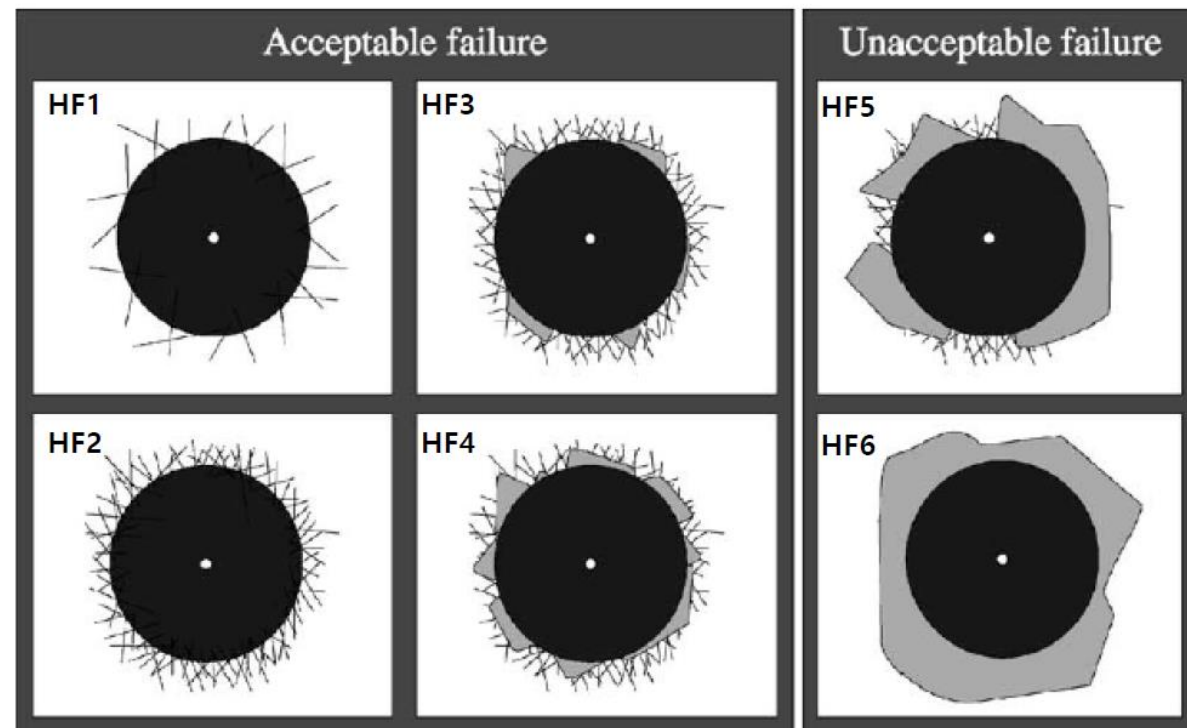 Acceptable failure
Unacceptable failure
HF1
HF3
HF5
HF2
HF4
HF6